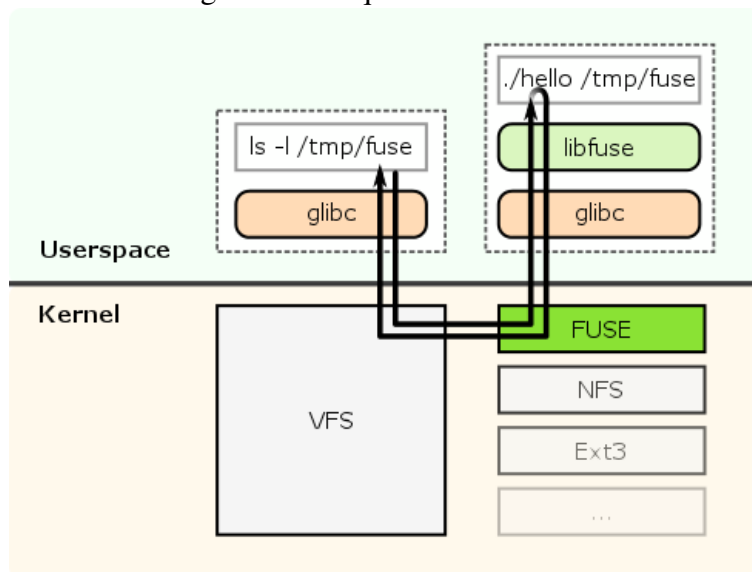 ./hello /tmp/fuse
ls -l /tmp/fuse
libfuse
glibc
glibc
Userspace
Kernel
FUSE
NFS
VFS
Ext3
...